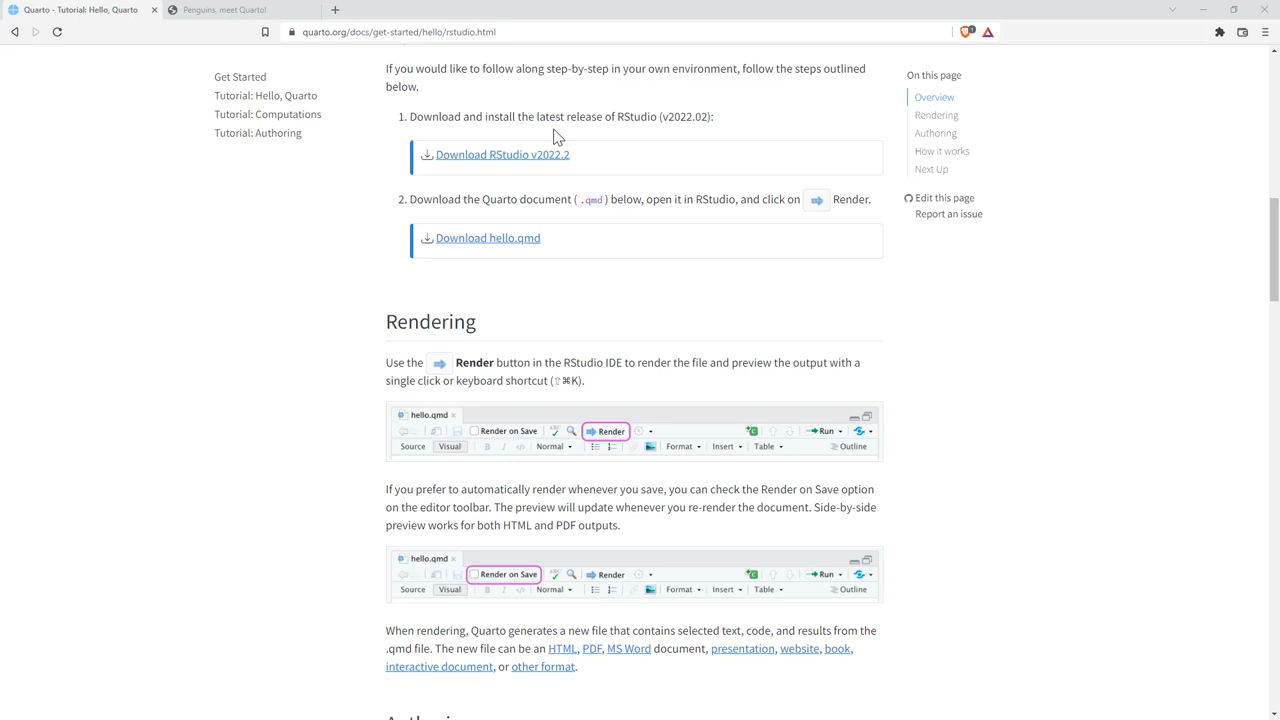 Quarto - Tutorial: Hello, Quarto
Penguins, meet Quarto!
quarto.org/docs/get-started/hello/rstudio.html
Get Started
Tutorial: Hello, Quarto
Tutorial: Computations
Tutorial: Authoring
If you would like to follow along step-by-step in your own environment, follow the steps outlined
below.
1. Download and install the latest release of RStudio (v2022.02):
Download RStudio v2022.2
2. Download the Quarto document (.qmd) below, open it in RStudio, and click on Render.
Download hello.qmd
Rendering
Use the Render button in the RStudio IDE to render the file and preview the output with a
single click or keyboard shortcut (⇧⌘K).
hello.qmd
Render on Save ABC Render Run
Source Visual B I </> Normal Format Insert Table Outline
If you prefer to automatically render whenever you save, you can check the Render on Save option
on the editor toolbar. The preview will update whenever you re-render the document. Side-by-side
preview works for both HTML and PDF outputs.
hello.qmd
Render on Save ABC Render Run
Source Visual B I </> Normal Format Insert Table Outline
When rendering, Quarto generates a new file that contains selected text, code, and results from the
.qmd file. The new file can be an HTML, PDF, MS Word document, presentation, website, book,
interactive document, or other format.
On this page
Overview
Rendering
Authoring
How it works
Next Up
Edit this page
Report an issue